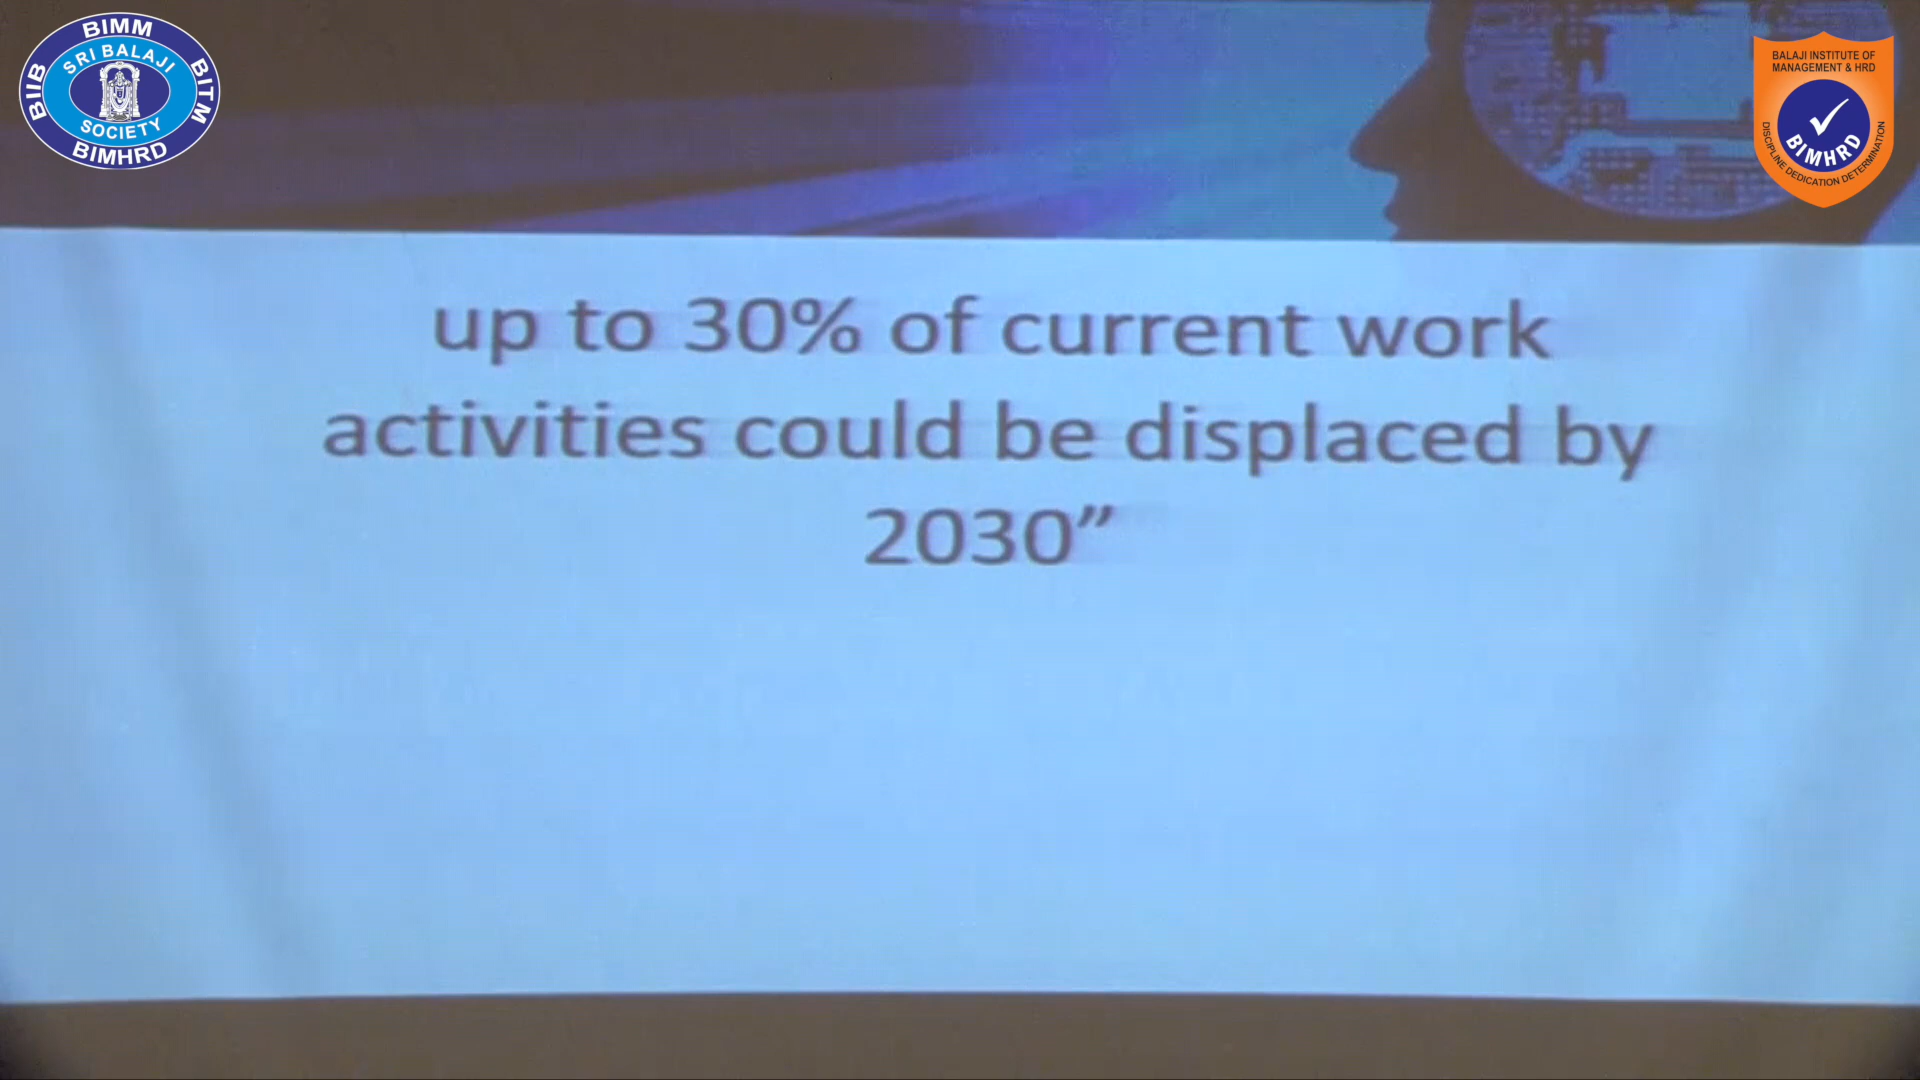 BIMM
SRI BALAJI
BIIB
BITM
SOCIETY
BIMHRD
BALAJI INSTITUTE OF
MANAGEMENT & HRD
BIMHRD
DISCIPLINE DEDICATION DETERMINATION
up to 30% of current work
activities could be displaced by
2030”